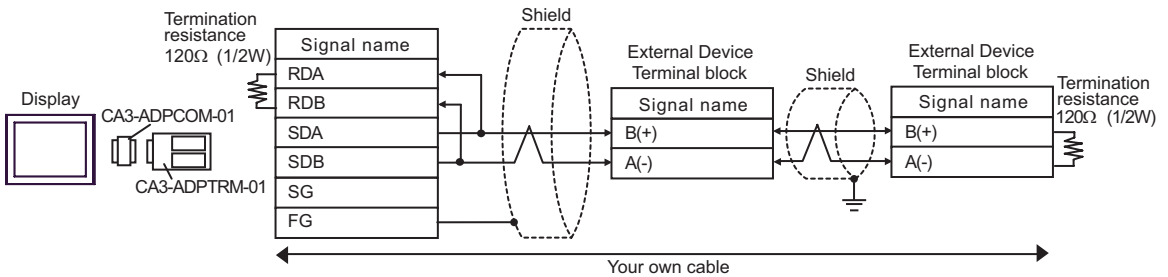 Display
CA3-ADPCOM-01
CA3-ADPTRM-01
Termination
resistance
120Ω (1/2W)
Signal name
RDA
RDB
SDA
SDB
SG
FG
Shield
External Device
Terminal block
Signal name
B(+)
A(-)
Shield
External Device
Terminal block
Signal name
B(+)
A(-)
Termination
resistance
120Ω (1/2W)
Your own cable